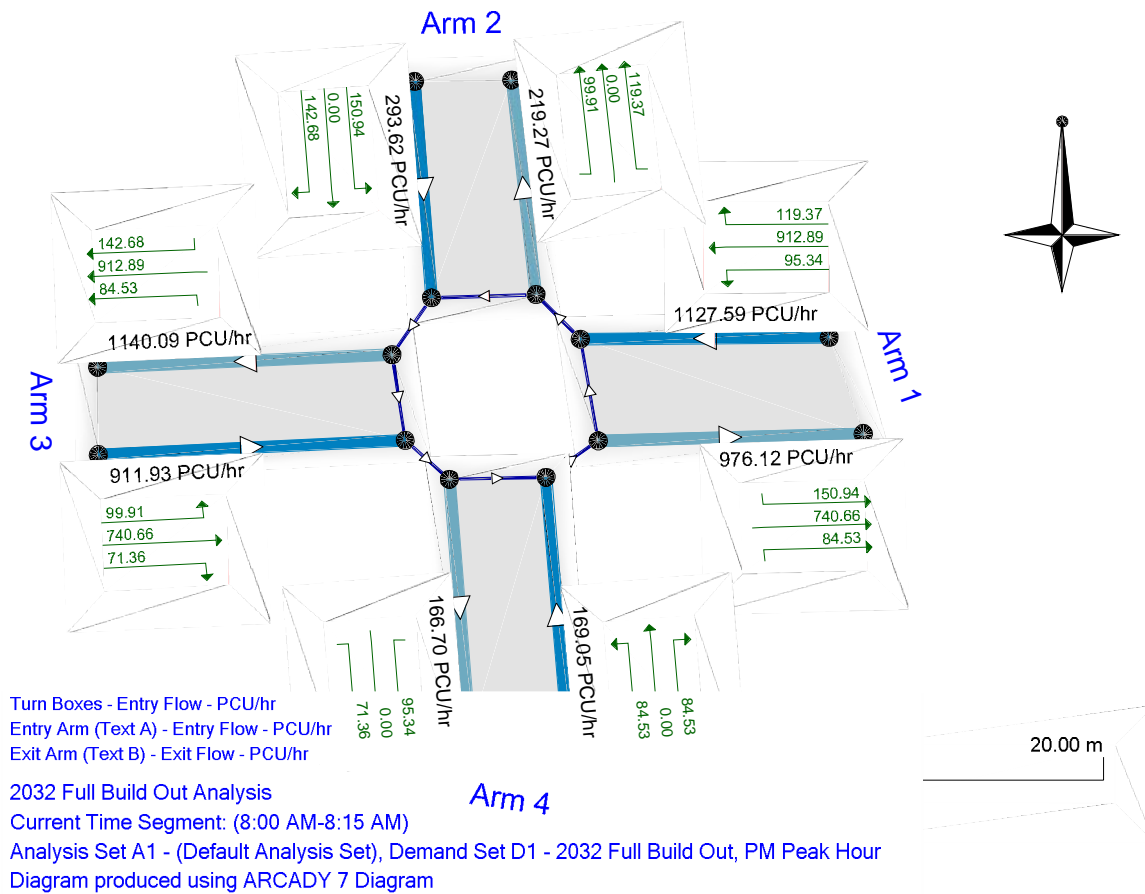 Arm 2
293.62 PCU/hr
219.27 PCU/hr
142.68
0.00
150.94
99.91
0.00
119.37
119.37
912.89
95.34
142.68
912.89
84.53
1140.09 PCU/hr
1127.59 PCU/hr
Arm 1
Arm 3
911.93 PCU/hr
976.12 PCU/hr
99.91
740.66
71.36
150.94
740.66
84.53
166.70 PCU/hr
169.05 PCU/hr
71.36
0.00
95.34
84.53
0.00
84.53
Turn Boxes - Entry Flow - PCU/hr
Entry Arm (Text A) - Entry Flow - PCU/hr
Exit Arm (Text B) - Exit Flow - PCU/hr
20.00 m
Arm 4
2032 Full Build Out Analysis
Current Time Segment: (8:00 AM-8:15 AM)
Analysis Set A1 - (Default Analysis Set), Demand Set D1 - 2032 Full Build Out, PM Peak Hour
Diagram produced using ARCADY 7 Diagram